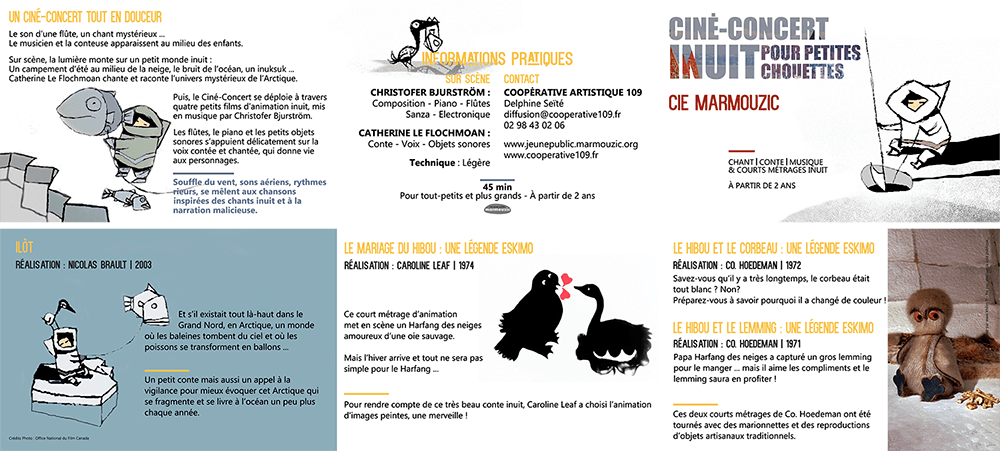 UN CINÉ-CONCERT TOUT EN DOUCEUR
Le son d'une flûte, un chant mystérieux ...
Le musicien et la conteuse apparaissent au milieu des enfants.
Sur scène, la lumière monte sur un petit monde inuit :
Un campement d'été au milieu de la neige, le bruit de l'océan, un inuksuk ...
Catherine Le Flochmoan chante et raconte l'univers mystérieux de l'Arctique.
Puis, le Ciné-Concert se déploie à travers
quatre petits films d'animation inuit, mis
en musique par Christofer Bjurström.
Les flûtes, le piano et les petits objets
sonores s'appuient délicatement sur la
voix contée et chantée, qui donne vie
aux personnages.
Souffle du vent, sons aériens, rythmes
rieurs, se mêlent aux chansons
inspirées des chants inuit et à la
narration malicieuse.
INFORMATIONS PRATIQUES
SUR SCÈNE
CHRISTOFER BJURSTRÖM :
Composition - Piano - Flûtes
Sanza - Electronique
CATHERINE LE FLOCHMOAN :
Conte - Voix - Objets sonores
Technique : Légère
CONTACT
COOPÉRATIVE ARTISTIQUE 109
Delphine Seïté
diffusion@cooperative109.fr
02 98 43 02 06
www.jeunepublic.marmouzic.org
www.cooperative109.fr
45 min
Pour tout-petits et plus grands - À partir de 2 ans
marmouzic
CINÉ-CONCERT
INUIT POUR PETITES
CHOUETTES
CIE MARMOUZIC
CHANT | CONTE | MUSIQUE
& COURTS MÉTRAGES INUIT
À PARTIR DE 2 ANS
ILÔT
RÉALISATION : NICOLAS BRAULT | 2003
Et s'il existait tout là-haut dans le
Grand Nord, en Arctique, un monde
où les baleines tombent du ciel et où les
poissons se transforment en ballons ...
Un petit conte mais aussi un appel à la
vigilance pour mieux évoquer cet Arctique qui
se fragmente et se livre à l'océan un peu plus
chaque année.
Crédits Photo : Office National du Film Canada
LE MARIAGE DU HIBOU : UNE LÉGENDE ESKIMO
RÉALISATION : CAROLINE LEAF | 1974
Ce court métrage d'animation
met en scène un Harfang des neiges
amoureux d'une oie sauvage.
Mais l'hiver arrive et tout ne sera pas
simple pour le Harfang ...
Pour rendre compte de ce très beau conte inuit, Caroline Leaf a choisi l'animation
d'images peintes, une merveille !
LE HIBOU ET LE CORBEAU : UNE LÉGENDE ESKIMO
RÉALISATION : CO. HOEDEMAN | 1972
Savez-vous qu'il y a très longtemps, le corbeau était
tout blanc ? Non?
Préparez-vous à savoir pourquoi il a changé de couleur !
LE HIBOU ET LE LEMMING : UNE LÉGENDE ESKIMO
RÉALISATION : CO. HOEDEMAN | 1971
Papa Harfang des neiges a capturé un gros lemming
pour le manger ... mais il aime les compliments et le
lemming saura en profiter !
Ces deux courts métrages de Co. Hoedeman ont été
tournés avec des marionnettes et des reproductions
d'objets artisanaux traditionnels.